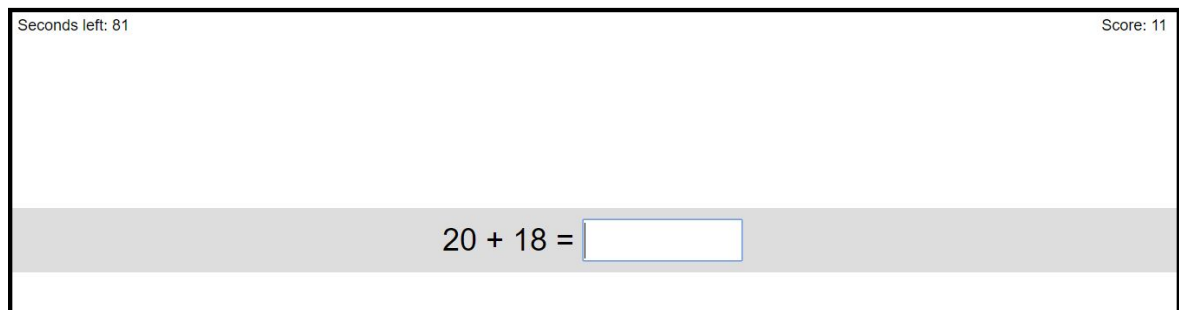 Seconds left: 81
Score: 11
20 + 18 =